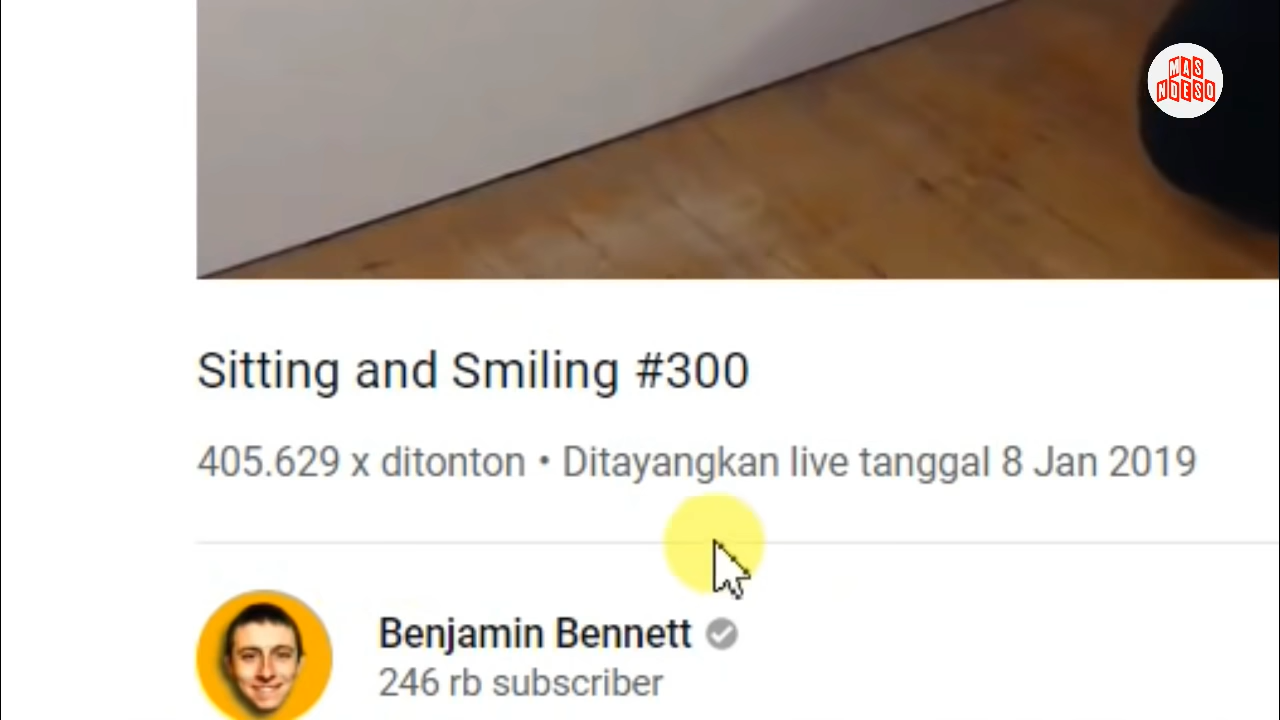 MAS
NDESO
Sitting and Smiling #300
405.629 x ditonton • Ditayangkan live tanggal 8 Jan 2019
Benjamin Bennett
246 rb subscriber